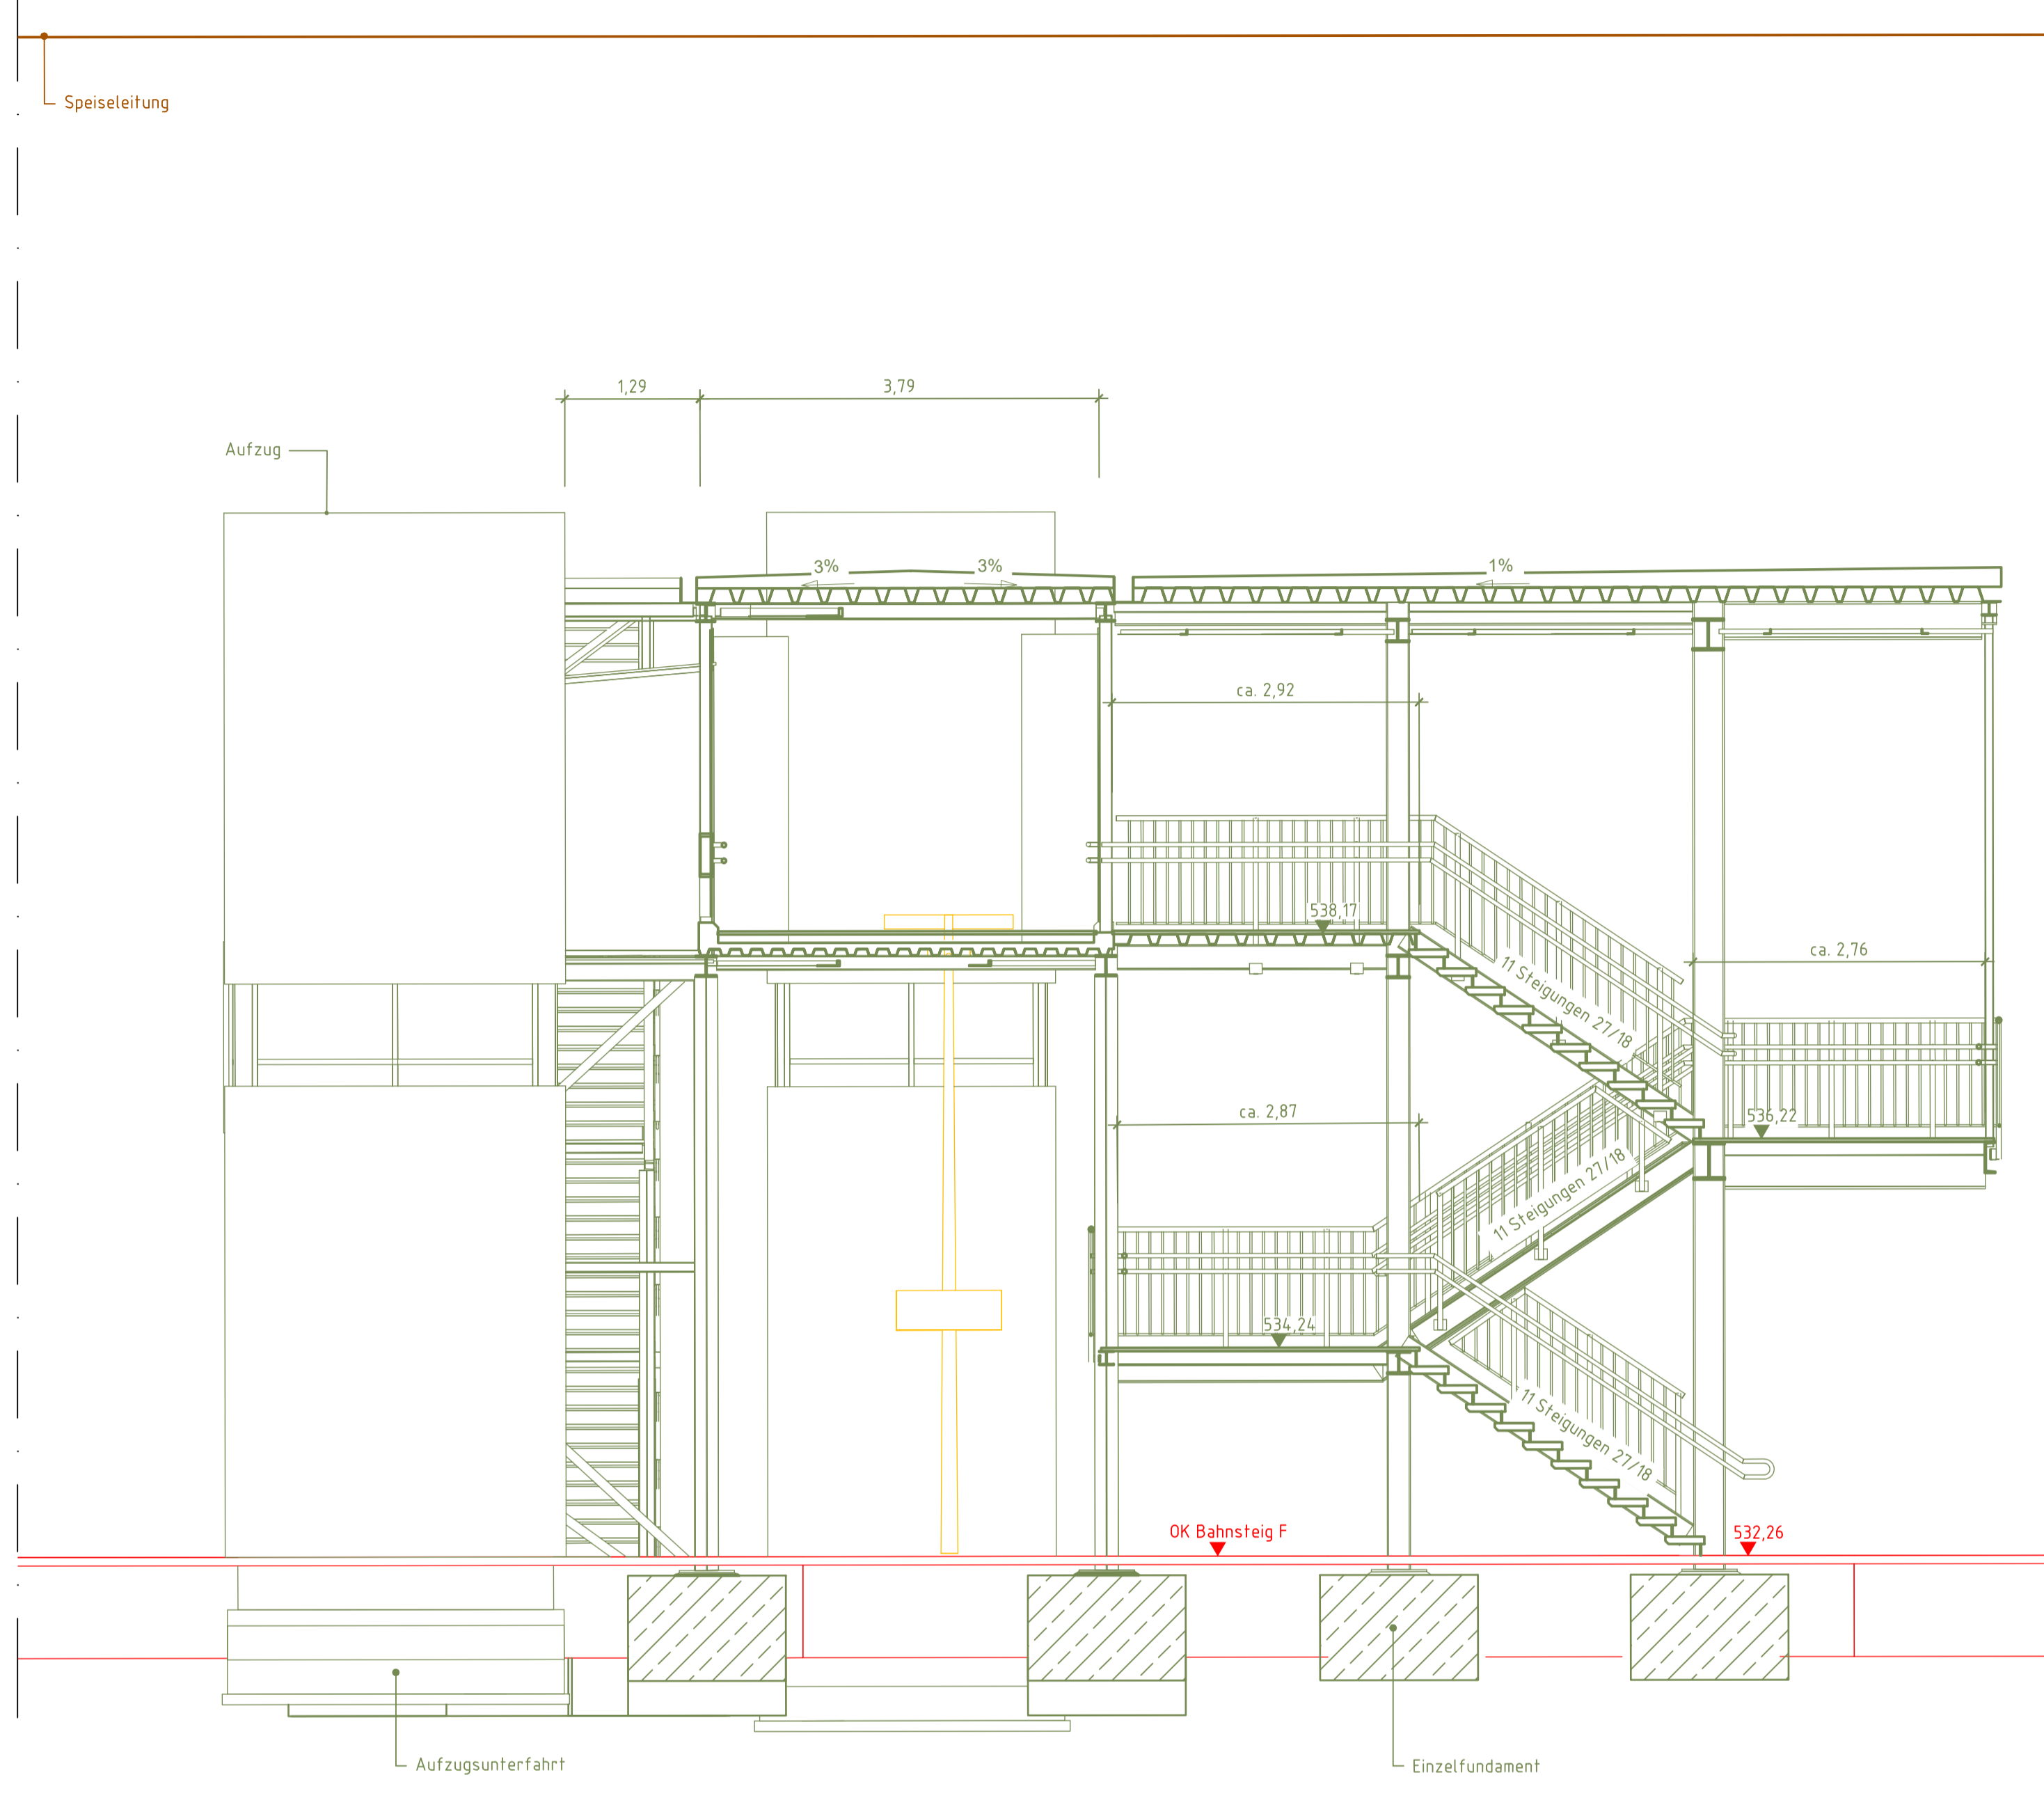 Speiseleitung
1,29
3,79
Aufzug
3%
3%
1%
ca. 2,92
538,17
ca. 2,76
11 Steigungen 27/18
ca. 2,87
536,22
11 Steigungen 27/18
534,24
11 Steigungen 27/18
OK Bahnsteig F
532,26
Aufzugsunterfahrt
Einzelfundament